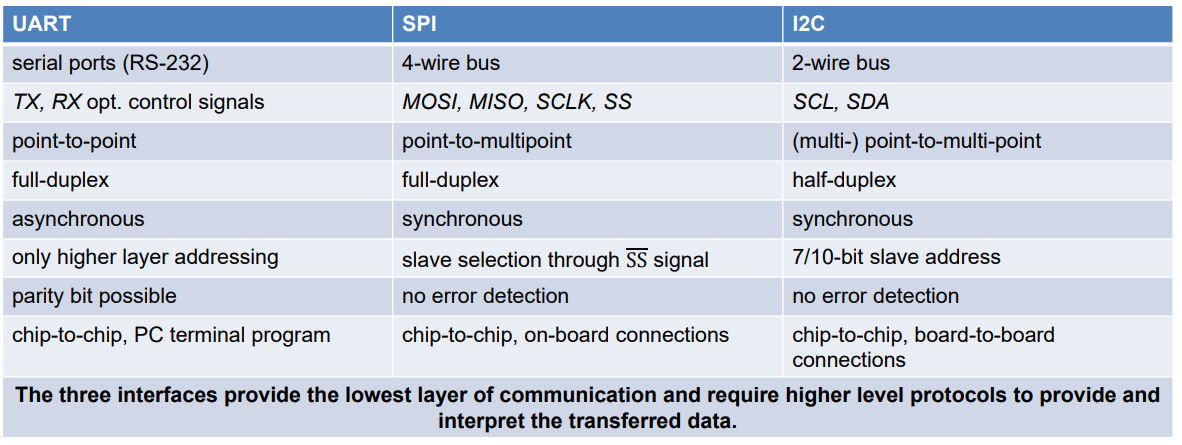 UART SPI I2C
serial ports (RS-232) 4-wire bus 2-wire bus
TX, RX opt. control signals MOSI, MISO, SCLK, SS SCL, SDA
point-to-point point-to-multipoint (multi-) point-to-multi-point
full-duplex full-duplex half-duplex
asynchronous synchronous synchronous
only higher layer addressing slave selection through S̅S̅ signal 7/10-bit slave address
parity bit possible no error detection no error detection
chip-to-chip, PC terminal program chip-to-chip, on-board connections chip-to-chip, board-to-board
connections
The three interfaces provide the lowest layer of communication and require higher level protocols to provide and
interpret the transferred data.